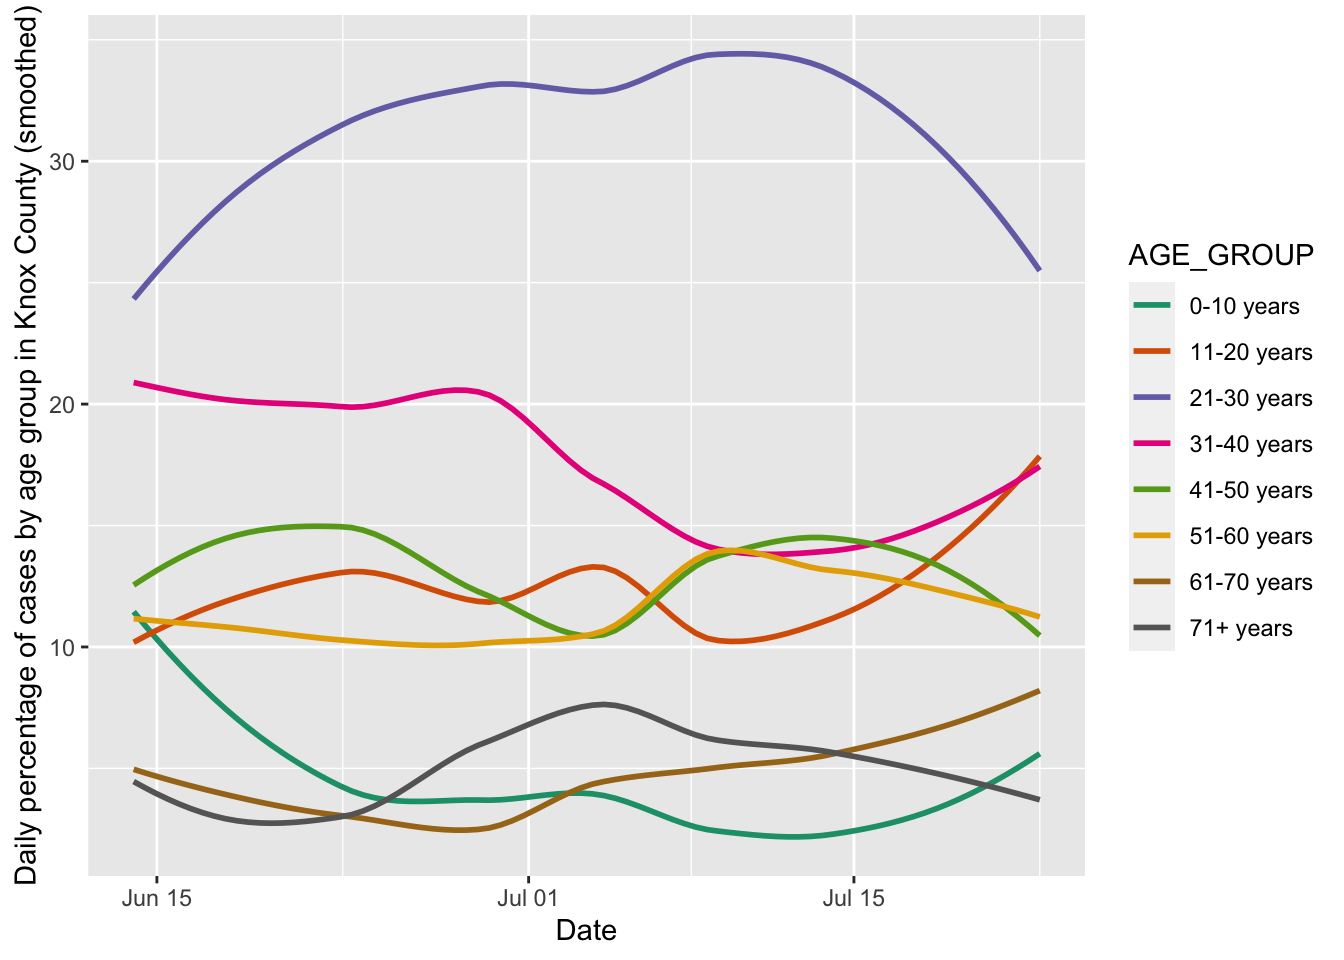 Daily percentage of cases by age group in Knox County (smoothed)
30
20
10
Jun 15
Jul 01
Jul 15
Date
AGE_GROUP
0-10 years
11-20 years
21-30 years
31-40 years
41-50 years
51-60 years
61-70 years
71+ years